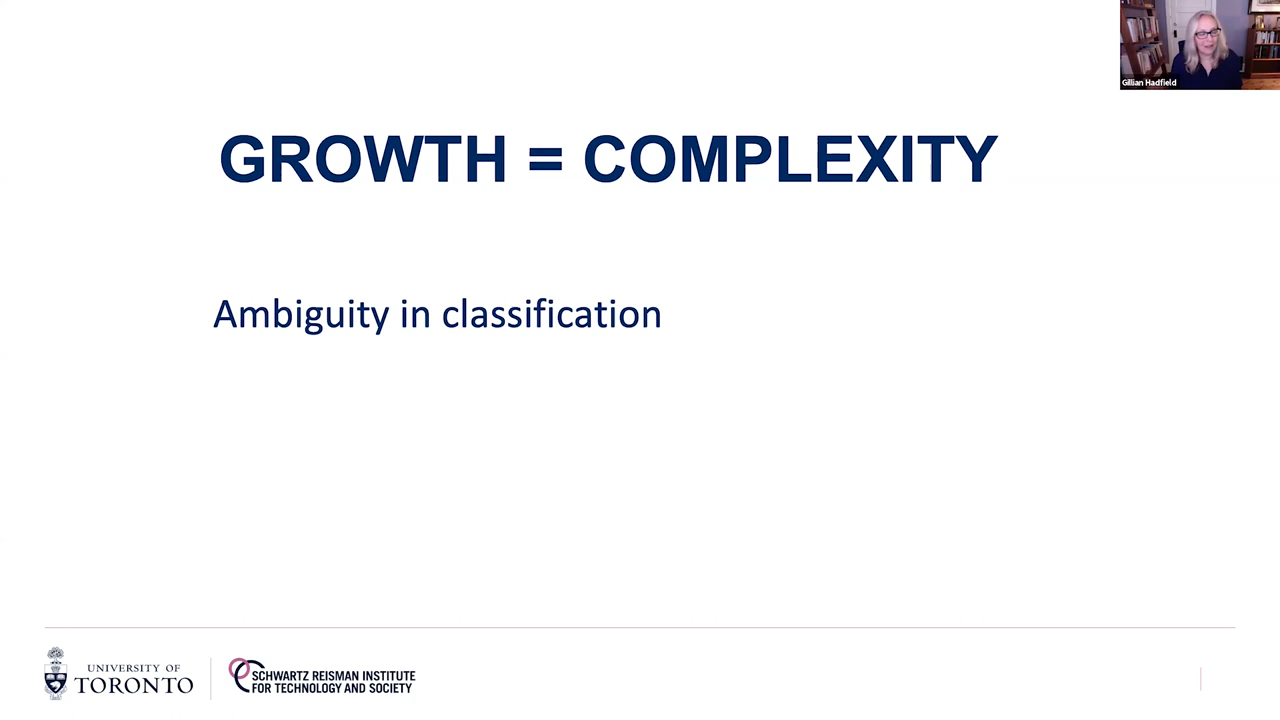 Gillian Hadfield
GROWTH = COMPLEXITY
Ambiguity in classification
UNIVERSITY OF
TORONTO
SCHWARTZ REISMAN INSTITUTE
FOR TECHNOLOGY AND SOCIETY